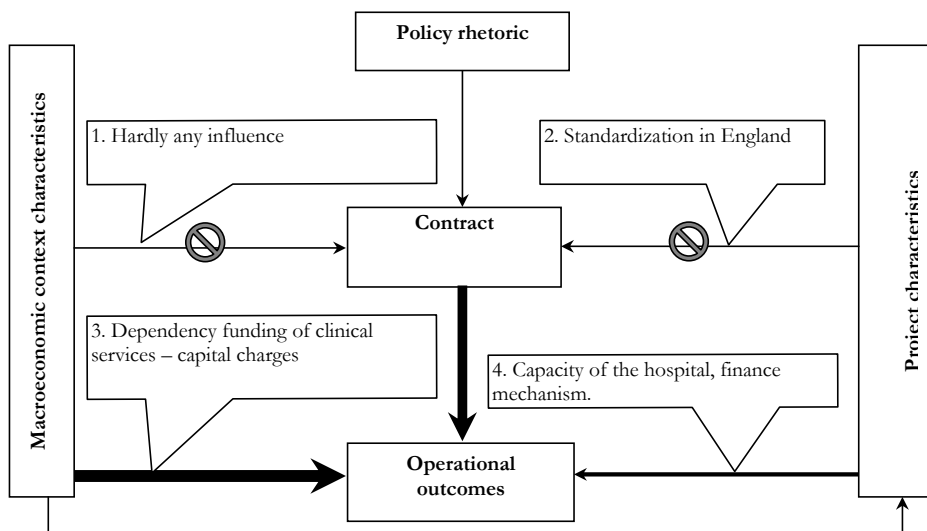 Policy rhetoric
Macroeconomic context characteristics
1. Hardly any influence
2. Standardization in England
Project characteristics
Contract
3. Dependency funding of clinical
services – capital charges
4. Capacity of the hospital, finance
mechanism.
Operational
outcomes